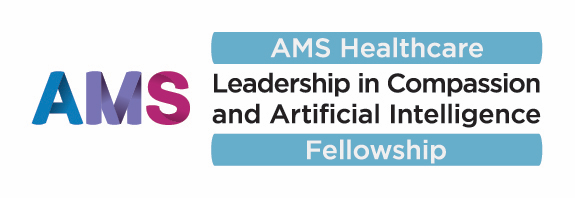 AMS
AMS Healthcare
Leadership in Compassion
and Artificial Intelligence
Fellowship